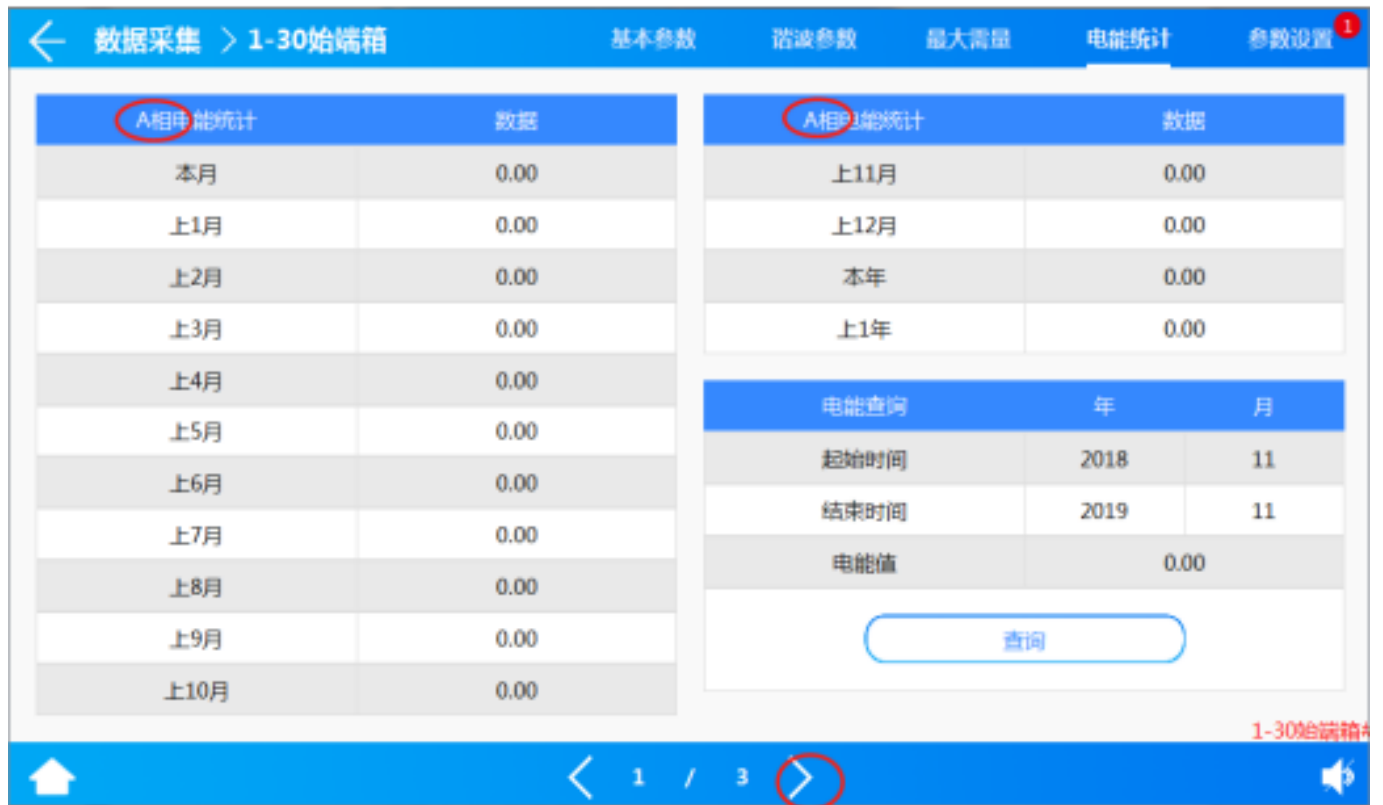 数据采集 > 1-30始端箱 基本参数 谐波参数 最大需量 电能统计 参数设置 1
A相电能统计 数据
本月 0.00
上1月 0.00
上2月 0.00
上3月 0.00
上4月 0.00
上5月 0.00
上6月 0.00
上7月 0.00
上8月 0.00
上9月 0.00
上10月 0.00
A相电能统计 数据
上11月 0.00
上12月 0.00
本年 0.00
上1年 0.00
电能查询 年 月
起始时间 2018 11
结束时间 2019 11
电能值 0.00
查询
1-30始端箱
1 / 3